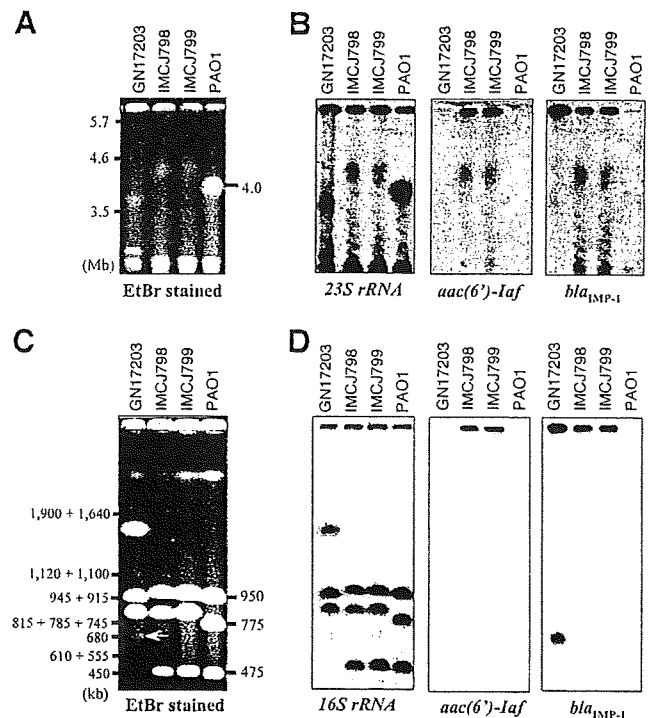 A
GN17203
IMCJ798
IMCJ799
PAO1
5.7
4.6
3.5
(Mb)
4.0
EtBr stained
B
GN17203
IMCJ798
IMCJ799
PAO1
GN17203
IMCJ798
IMCJ799
PAO1
GN17203
IMCJ798
IMCJ799
PAO1
23S rRNA
aac(6')-Iaf
blaIMP-1
C
GN17203
IMCJ798
IMCJ799
PAO1
1,900 + 1,640
1,120 + 1,100
945 + 915
815 + 785 + 745
680
610 + 555
450
(kb)
950
775
475
EtBr stained
D
GN17203
IMCJ798
IMCJ799
PAO1
GN17203
IMCJ798
IMCJ799
PAO1
GN17203
IMCJ798
IMCJ799
PAO1
16S rRNA
aac(6')-Iaf
blaIMP-1